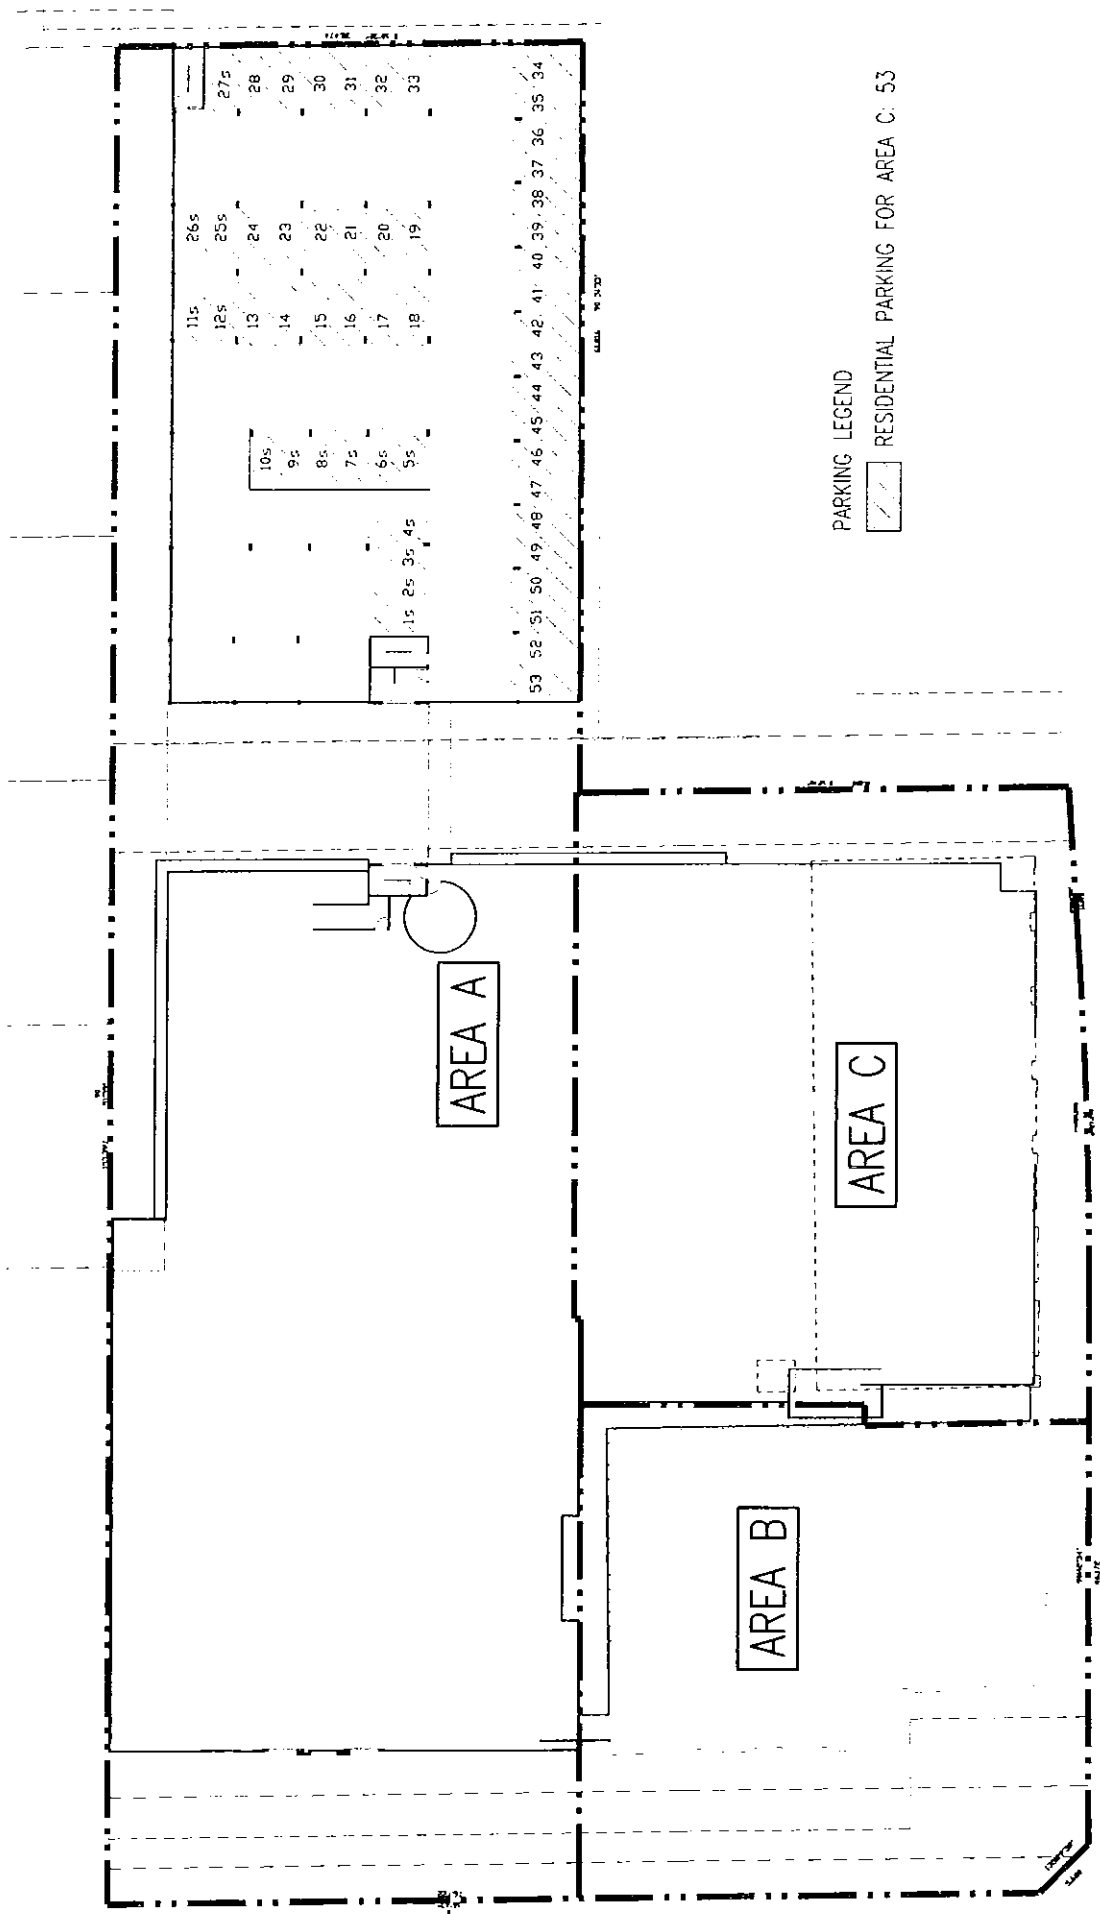 27s 28 29 30 31 32 33
26s 25s 24 23 22 21 20 19
11s 12s 13 14 15 16 17 18
10s 9s 8s 7s 6s 5s
1s 2s 3s 4s
53 52 51 50 49 48 47 46 45 44 43 42 41 40 39 38 37 36 35 34
PARKING LEGEND
RESIDENTIAL PARKING FOR AREA C: 53
AREA A
AREA C
AREA B